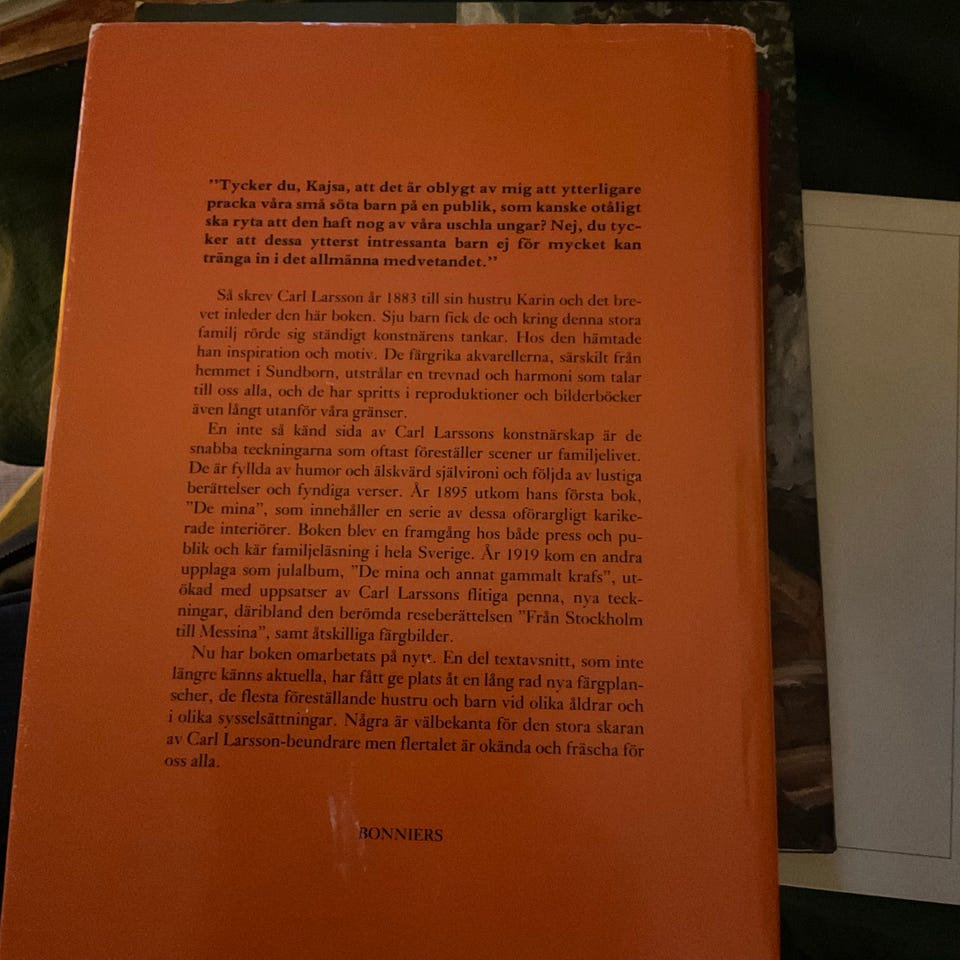 ”Tycker du, Kajsa, att det är oblygt av mig att ytterligare
pracka våra små söta barn på en publik, som kanske otåligt
ska ryta att den haft nog av våra uschla ungar? Nej, du tyc-
ker att dessa ytterst intressanta barn ej för mycket kan
tränga in i det allmänna medvetandet.”
Så skrev Carl Larsson år 1883 till sin hustru Karin och det bre-
vet inleder den här boken. Sju barn fick de och kring denna stora
familj rörde sig ständigt konstnärens tankar. Hos den hämtade
han inspiration och motiv. De färgrika akvarellerna, särskilt från
hemmet i Sundborn, utstrålar en trevnad och harmoni som talar
till oss alla, och de har spritts i reproduktioner och bilderböcker
även långt utanför våra gränser.
En inte så känd sida av Carl Larssons konstnärskap är de
snabba teckningarna som oftast föreställer scener ur familjelivet.
De är fyllda av humor och älskvärd självironi och följda av lustiga
berättelser och fyndiga verser. År 1895 utkom hans första bok,
”De mina”, som innehåller en serie av dessa oförargligt karike-
rade interiörer. Boken blev en framgång hos både press och pu-
blik och kär familjeläsning i hela Sverige. År 1919 kom en andra
upplaga som julalbum, ”De mina och annat gammalt krafs”, ut-
ökad med uppsatser av Carl Larssons flitiga penna, nya teck-
ningar, däribland den berömda reseberättelsen ”Från Stockholm
till Messina”, samt åtskilliga färgbilder.
Nu har boken omarbetats på nytt. En del textavsnitt, som inte
längre känns aktuella, har fått ge plats åt en lång rad nya färgplan-
scher, de flesta föreställande hustru och barn vid olika åldrar och
i olika sysselsättningar. Några är välbekanta för den stora skaran
av Carl Larsson-beundrare men flertalet är okända och fräscha för
oss alla.
BONNIERS